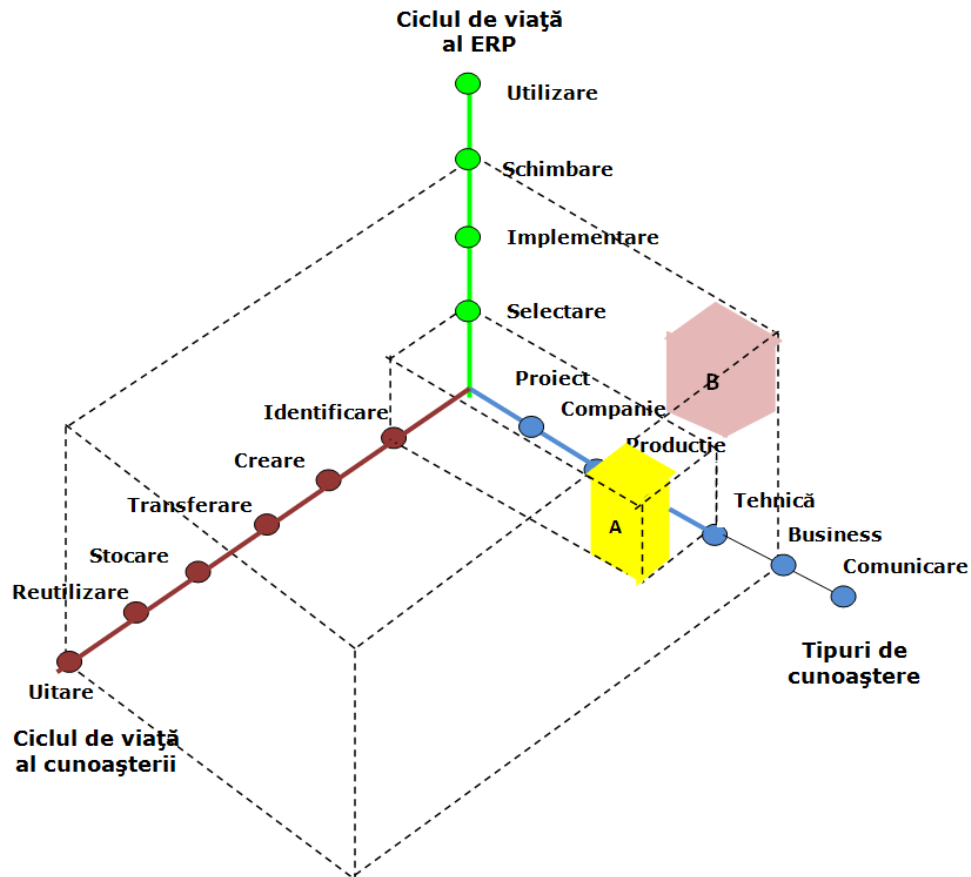 Ciclul de viaţă
al ERP
Utilizare
Schimbare
Implementare
Selectare
Proiect
Companie
Producţie
Tehnică
Business
Comunicare
Tipuri de
cunoaştere
Identificare
Creare
Transferare
Stocare
Reutilizare
Uitare
Ciclul de viaţă
al cunoaşterii
A
B